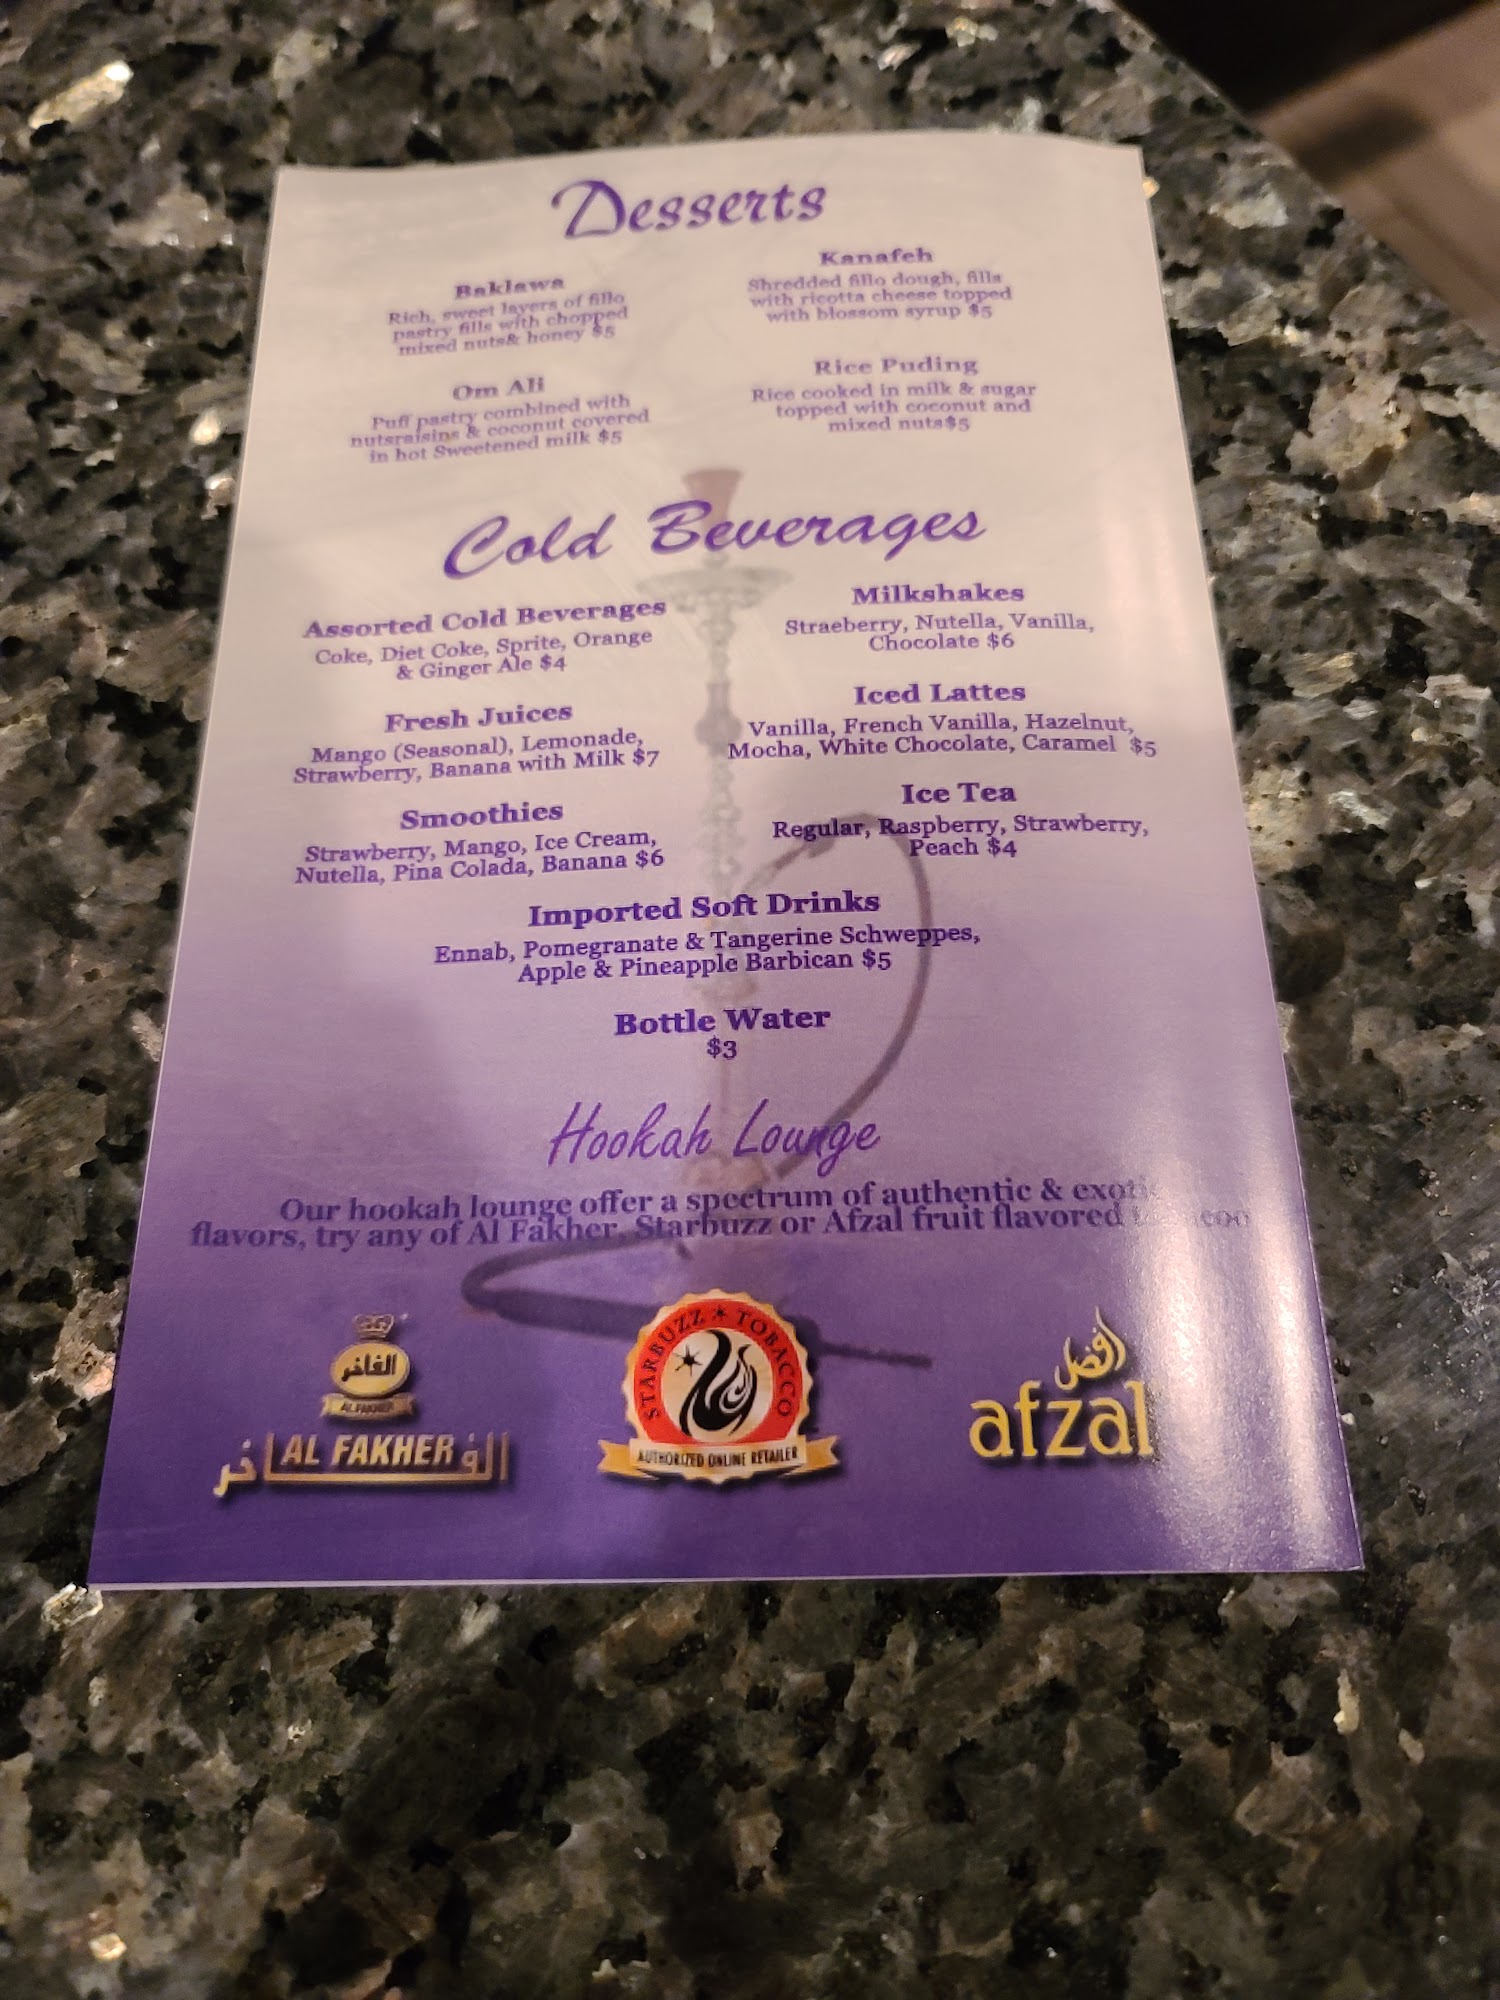 Desserts
Baklawa
Rich, sweet layers of fillo
pastry fills with chopped
mixed nuts& honey $5
Kanafeh
Shredded fillo dough, fills
with ricotta cheese topped
with blossom syrup $5
Om Ali
Puff pastry combined with
nutsraisins & coconut covered
in hot Sweetened milk $5
Rice Puding
Rice cooked in milk & sugar
topped with coconut and
mixed nuts$5
Cold Beverages
Assorted Cold Beverages
Coke, Diet Coke, Sprite, Orange
& Ginger Ale $4
Milkshakes
Straeberry, Nutella, Vanilla,
Chocolate $6
Fresh Juices
Mango (Seasonal), Lemonade,
Strawberry, Banana with Milk $7
Iced Lattes
Vanilla, French Vanilla, Hazelnut,
Mocha, White Chocolate, Caramel $5
Smoothies
Strawberry, Mango, Ice Cream,
Nutella, Pina Colada, Banana $6
Ice Tea
Regular, Raspberry, Strawberry,
Peach $4
Imported Soft Drinks
Ennab, Pomegranate & Tangerine Schweppes,
Apple & Pineapple Barbican $5
Bottle Water
$3
Hookah Lounge
Our hookah lounge offer a spectrum of authentic & exotic
flavors, try any of Al Fakher, Starbuzz or Afzal fruit flavored
الفاخر
AL FAKHER
AL FAKHER
الفاخر
STARBUZZ TOBACCO
AUTHORIZED ONLINE RETAILER
افضل
afzal